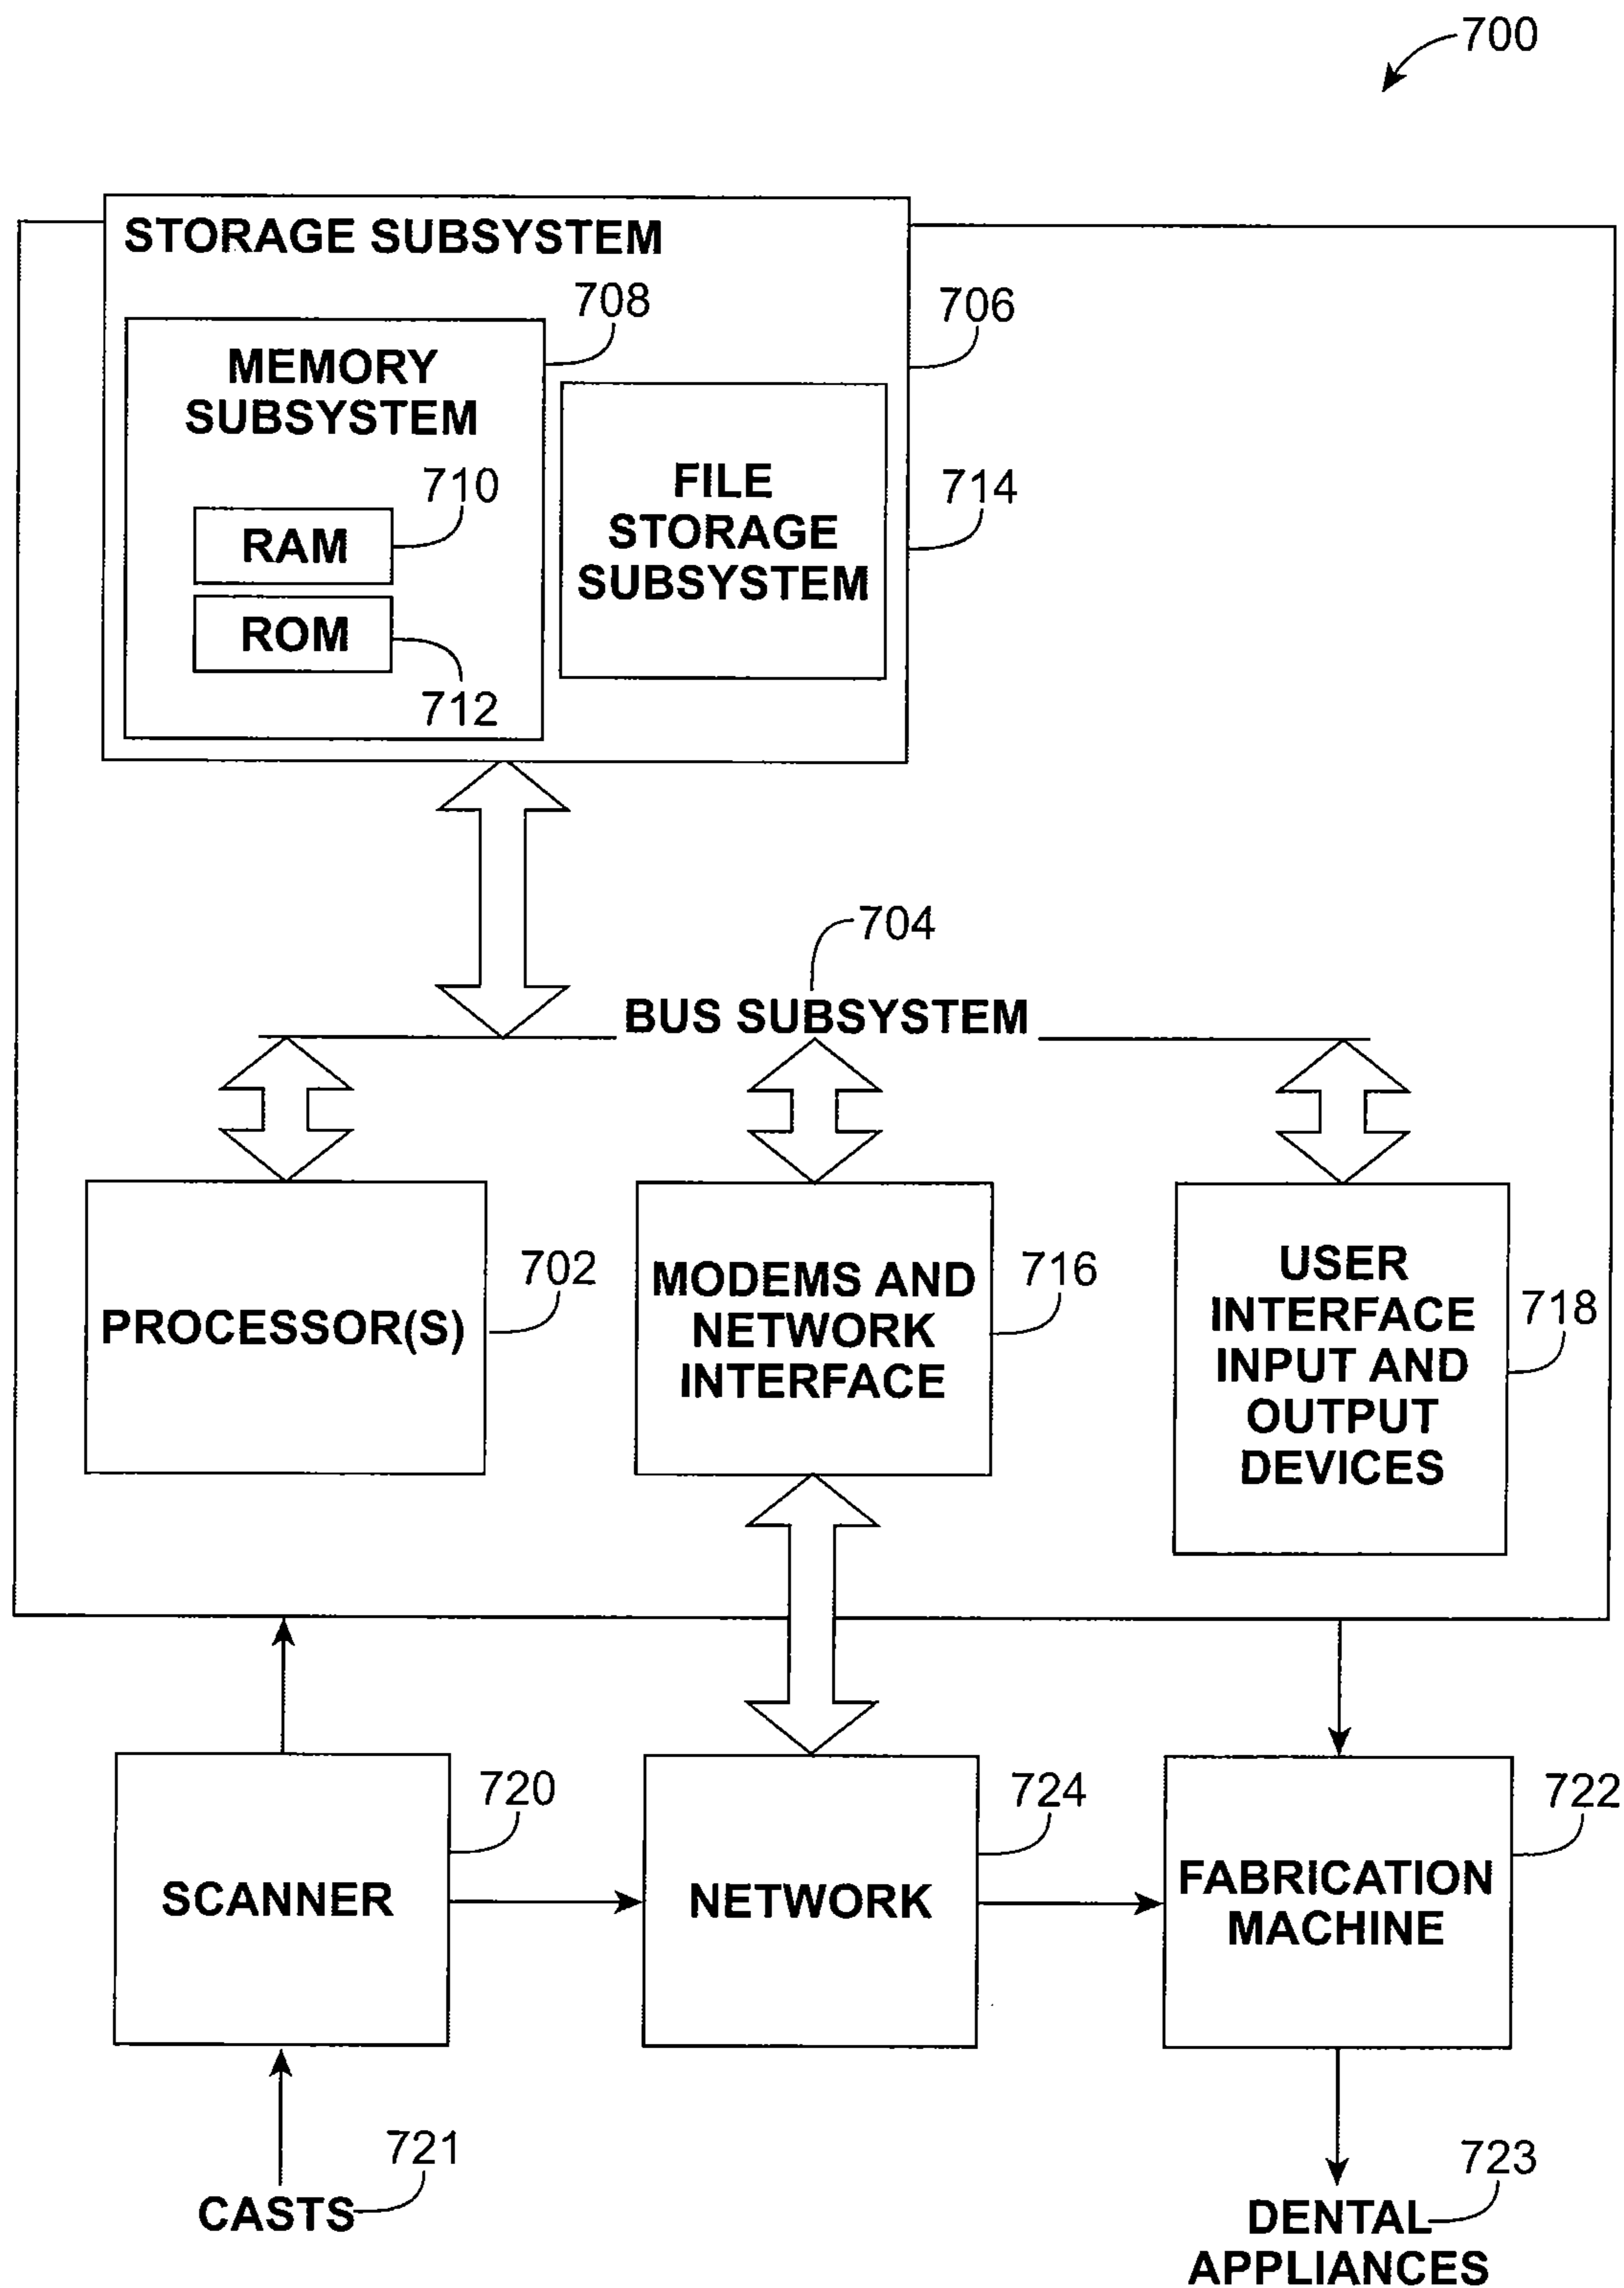 700
STORAGE SUBSYSTEM
708
706
MEMORY
SUBSYSTEM
710
RAM
ROM
712
FILE
STORAGE
SUBSYSTEM
714
704
BUS SUBSYSTEM
PROCESSOR(S)
702
MODEMS AND
NETWORK
INTERFACE
716
USER
INTERFACE
INPUT AND
OUTPUT
DEVICES
718
SCANNER
720
NETWORK
724
FABRICATION
MACHINE
722
CASTS
721
DENTAL
APPLIANCES
723